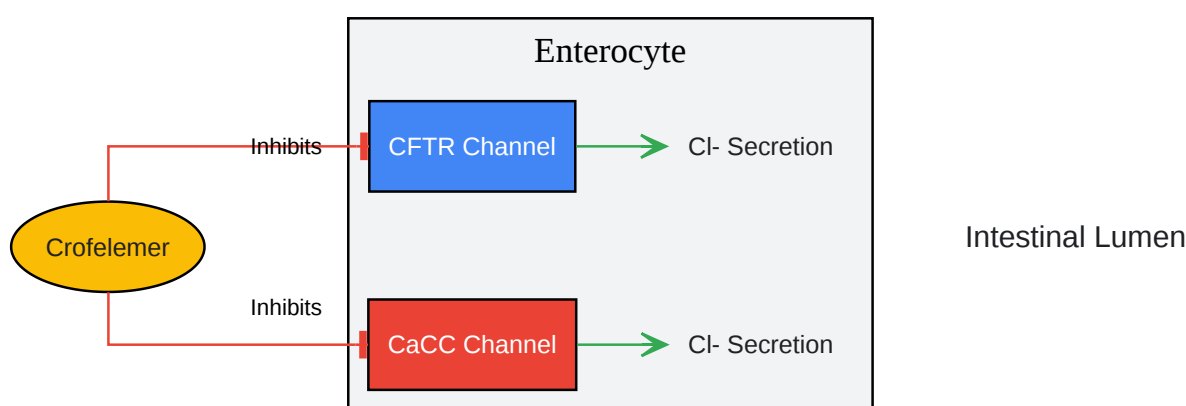 Enterocyte
Inhibits
CFTR Channel
Cl- Secretion
Crofelemer
Intestinal Lumen
Inhibits
CaCC Channel
Cl- Secretion